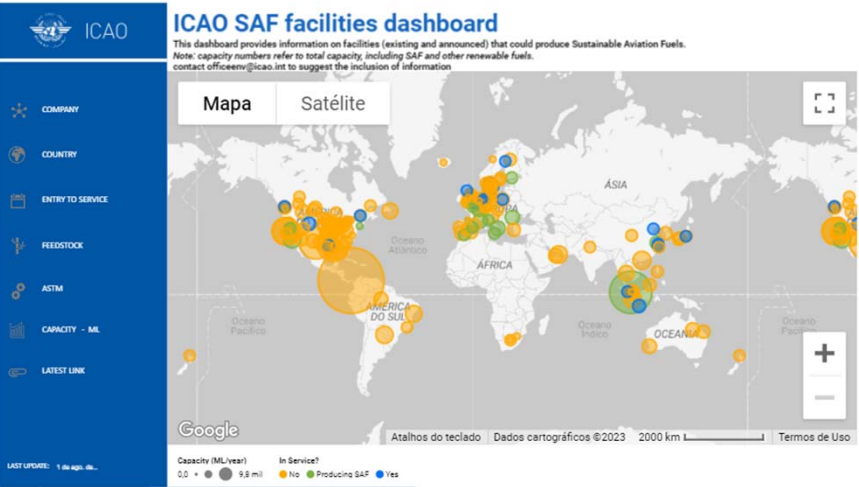 ICAO
ICAO SAF facilities dashboard
This dashboard provides information on facilities (existing and announced) that could produce Sustainable Aviation Fuels.
Note: capacity numbers refer to total capacity, including SAF and other renewable fuels.
contact officeenv@icao.int to suggest the inclusion of information
COMPANY
COUNTRY
ENTRY TO SERVICE
FEEDSTOCK
ASTM
CAPACITY - ML
LATEST LINK
LAST UPDATE: 1 de ago. de...
Mapa Satélite
ÁSIA
Oceano
Atlântico
ÁFRICA
AMÉRICA
DO SUL
Oceano
Pacífico
Oceano
Índico
OCEANIA
Oceano
Google
Atalhos do teclado Dados cartográficos ©2023 2000 km Termos de Uso
Capacity (ML/year) In Service?
0,0 9,8 mil No Producing SAF Yes